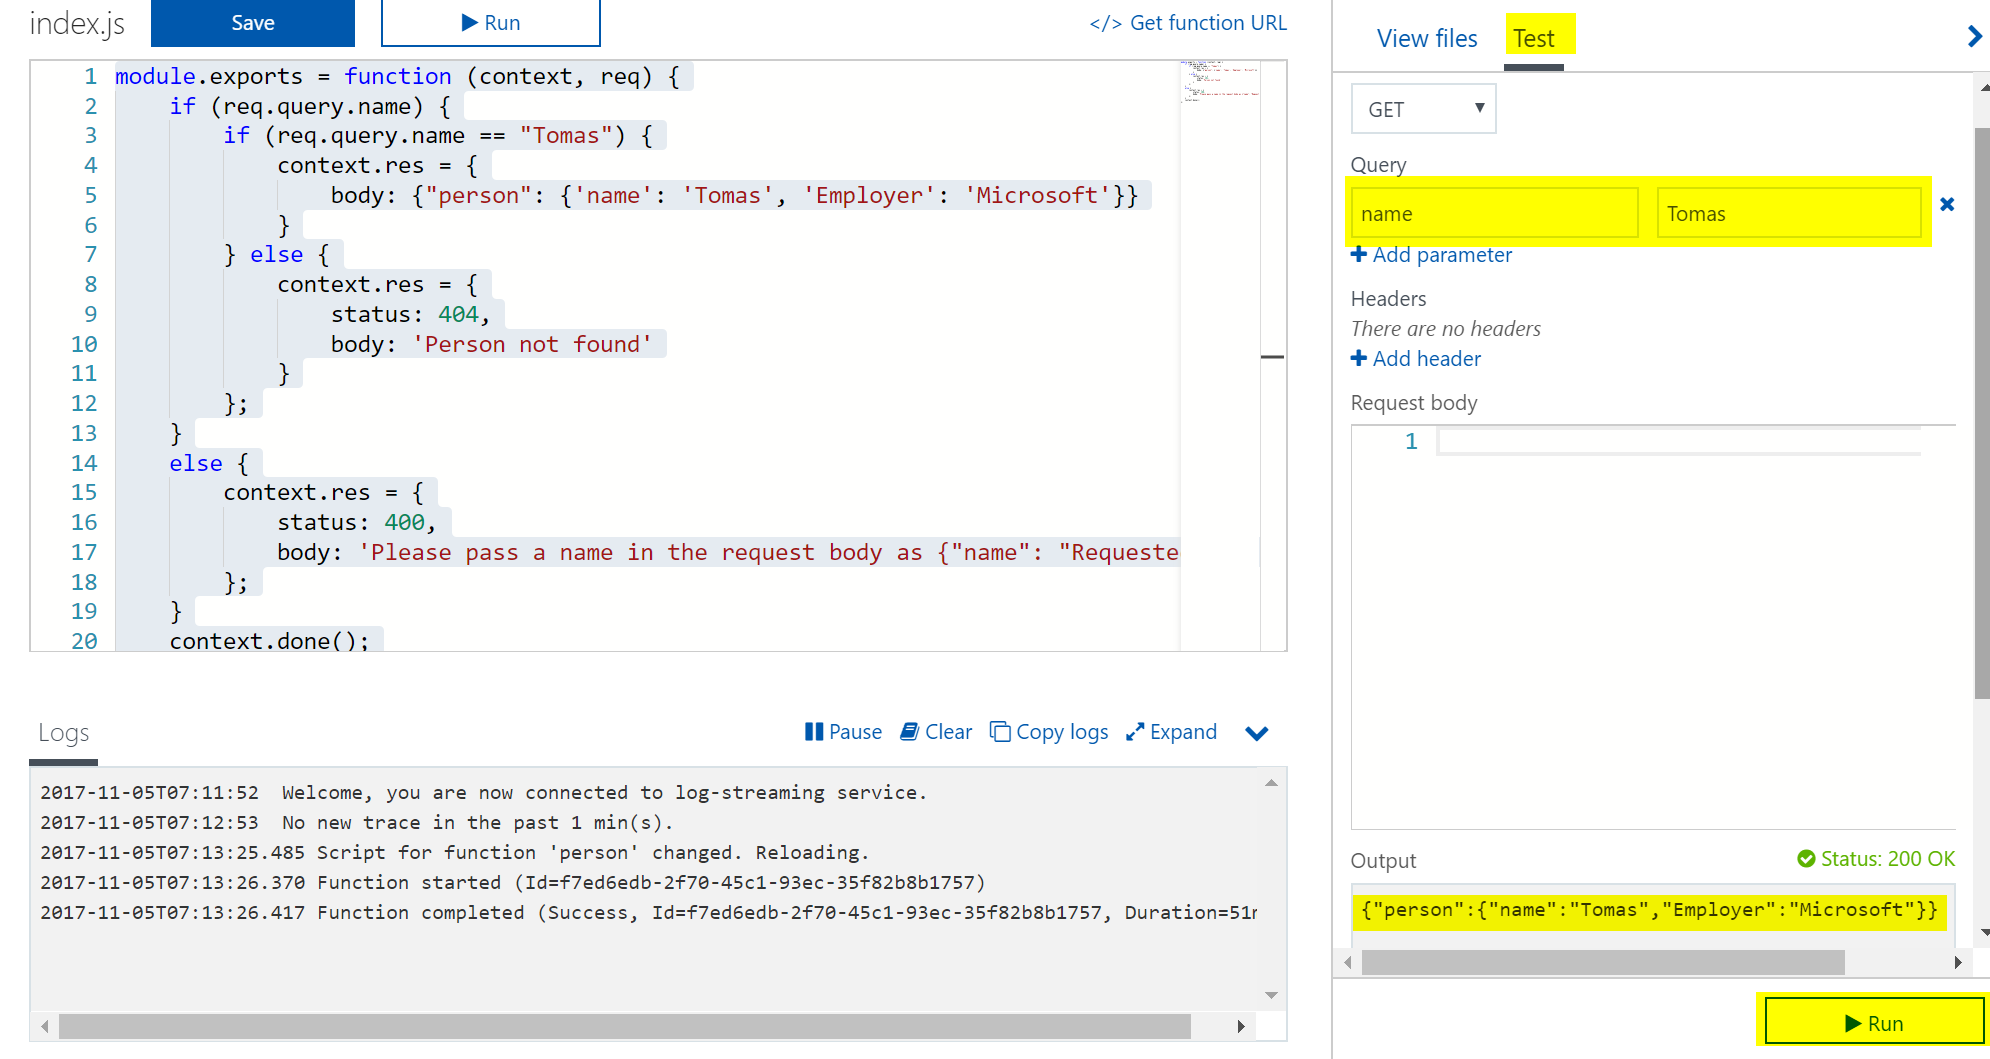 index.js
Save
Run
</> Get function URL
1 module.exports = function (context, req) {
2 if (req.query.name) {
3 if (req.query.name == "Tomas") {
4 context.res = {
5 body: {"person": {'name': 'Tomas', 'Employer': 'Microsoft'}}
6 }
7 } else {
8 context.res = {
9 status: 404,
10 body: 'Person not found'
11 }
12 };
13 }
14 else {
15 context.res = {
16 status: 400,
17 body: 'Please pass a name in the request body as {"name": "Requeste
18 };
19 }
20 context.done();
Logs
Pause
Clear
Copy logs
Expand
2017-11-05T07:11:52 Welcome, you are now connected to log-streaming service.
2017-11-05T07:12:53 No new trace in the past 1 min(s).
2017-11-05T07:13:25.485 Script for function 'person' changed. Reloading.
2017-11-05T07:13:26.370 Function started (Id=f7ed6edb-2f70-45c1-93ec-35f82b8b1757)
2017-11-05T07:13:26.417 Function completed (Success, Id=f7ed6edb-2f70-45c1-93ec-35f82b8b1757, Duration=51
View files
Test
GET
Query
name
Tomas
Add parameter
Headers
There are no headers
Add header
Request body
1
Output
Status: 200 OK
{"person":{"name":"Tomas","Employer":"Microsoft"}}
Run